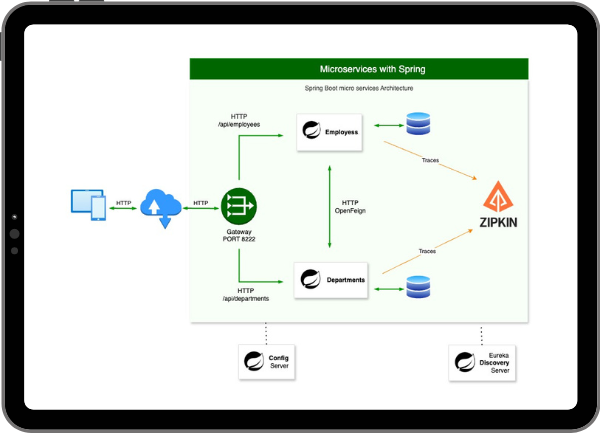 Microservices with Spring
Spring Boot micro services Architecture
HTTP
/api/employees
Employess
Traces
HTTP
HTTP
Gateway
PORT 8222
HTTP
OpenFeign
ZIPKIN
Traces
HTTP
/api/departments
Departments
Config
Server
Eureka
Discovery
Server